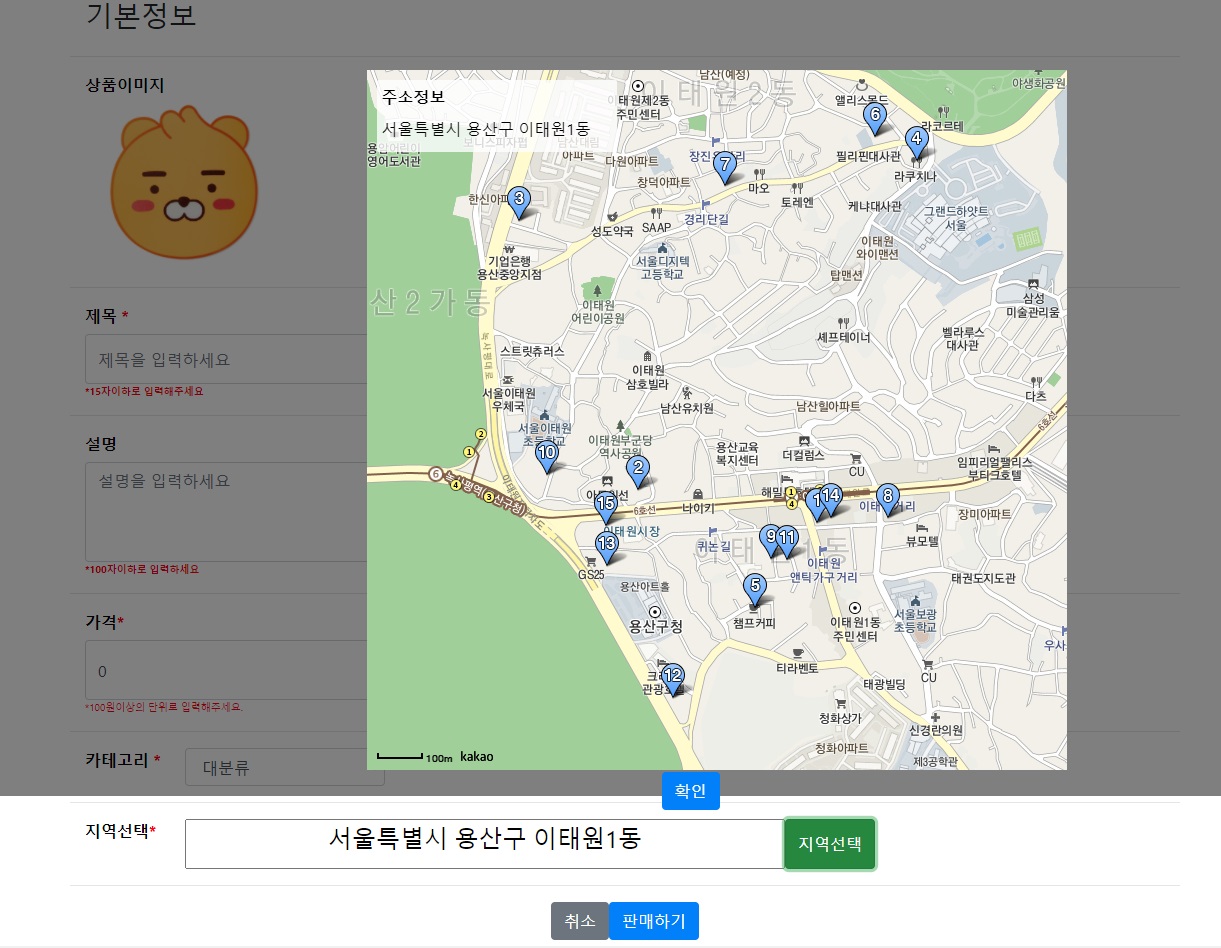 기본정보
상품이미지
주소정보
서울특별시 용산구 이태원1동
제목 *
제목을 입력하세요
*15자이하로 입력해주세요
설명
설명을 입력하세요
*100자이하로 입력해주세요
가격*
0
*100원이상의 단위로 입력해주세요.
카테고리 *
대분류
남산(예정)
이태원2동
이태원제2동
주민센터
앨리스몬드
야생화공원
라코르테
6
4
영어도서관
아파트
다원아파트
7
필리핀대사관
라쿠치나
창덕아파트
마오
토레엔
케냐대사관
그랜드하얏트
서울
3
경리단길
성도약국
SAAP
이태원
와이맨션
기업은행
용산중앙지점
서울디지텍
고등학교
탑맨션
산2가동
이태원
어린이공원
삼성
미술관리움
셰프테이너
벨라루스
대사관
스트릿츄러스
이태원
삼호빌라
서울이태원
우체국
남산유치원
남산힐아파트
다츠
6호선
서울이태원
초등학교
이태원부군당
역사공원
용산교육
복지센터
더컬럼스
CU
임피리얼팰리스
부티크호텔
2
1
10
2
6
4
3
녹사평역(용산구청)
15
6호선
나이키
1
4
1
14
8
장미아파트
이태원시장
13
퀴논길
9
11
이태원1동
뷰모텔
이태원
앤틱가구거리
GS25
용산아트홀
5
태권도지도관
용산구청
챔프커피
이태원1동
주민센터
서울보광
초등학교
12
관광호텔
티라벤토
태광빌딩
CU
청화상가
신경란의원
청화아파트
제3공학관
100m
kakao
확인
지역선택*
서울특별시 용산구 이태원1동
지역선택
취소
판매하기